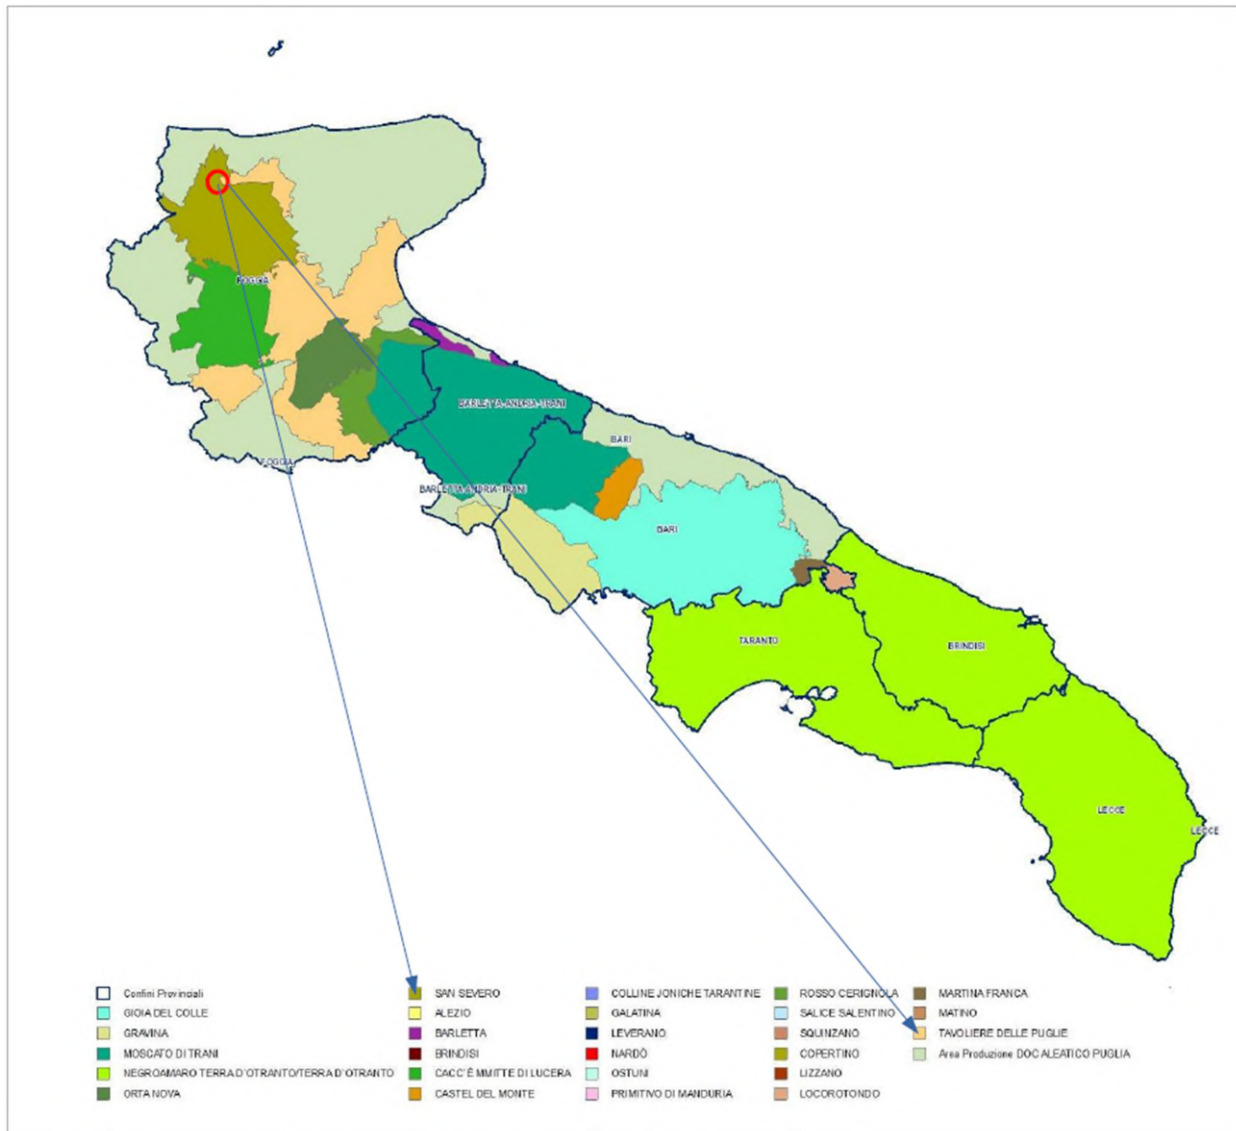 FOGGIA
BARLETTA-ANDRIA-TRANI
BARI
FOGGIA
BARLETTA-ANDRIA-TRANI
BARI
TARANTO
BRINDISI
LECCE
LECCE
Confini Provinciali
GIOIA DEL COLLE
GRAVINA
MOSCATO DI TRANI
NEGROAMARO TERRA D'OTRANTO/TERRA D'OTRANTO
ORTA NOVA
SAN SEVERO
ALEZIO
BARLETTA
BRINDISI
CACC'È MMITTE DI LUCERA
CASTEL DEL MONTE
COLLINE JONICHE TARANTINE
GALATINA
LEVERANO
NARDÒ
OSTUNI
PRIMITIVO DI MANDURIA
ROSSO CERIGNOLA
SALICE SALENTINO
SQUINZANO
COPERTINO
LIZZANO
LOCOROTONDO
MARTINA FRANCA
MATINO
TAVOLIERE DELLE PUGLIE
Area Produzione DOC ALEATICO PUGLIA